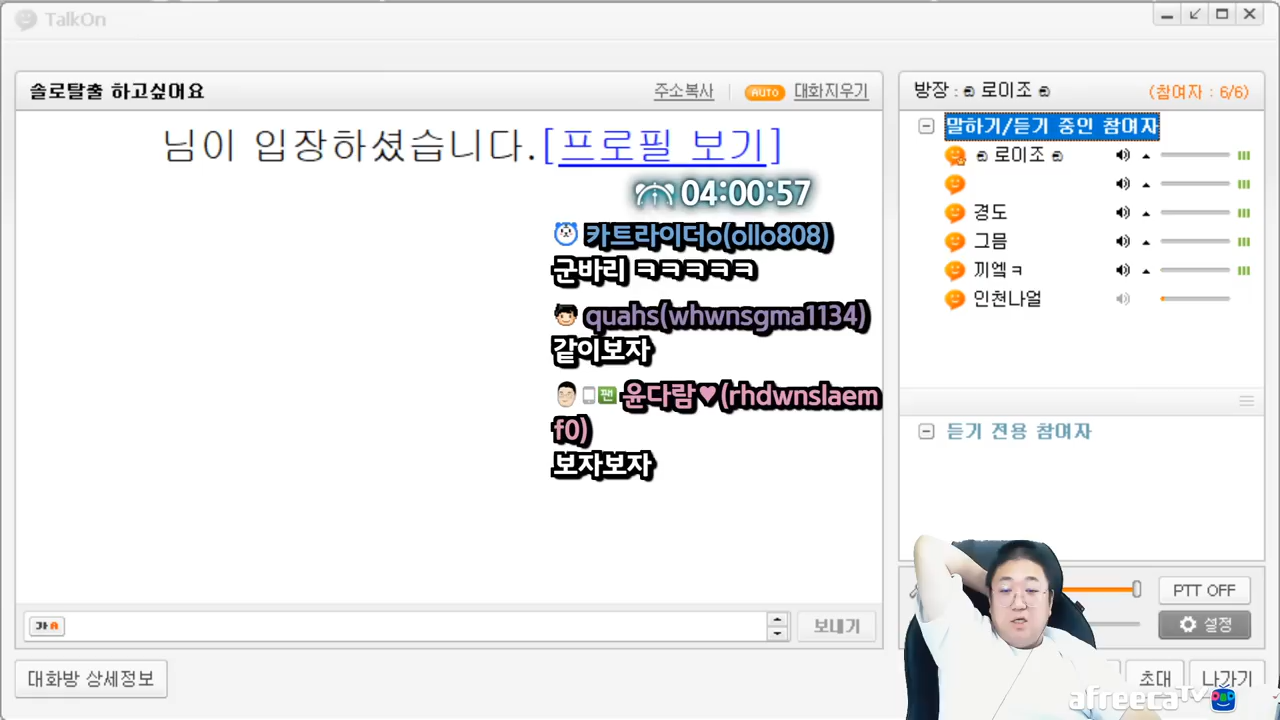 TalkOn
솔로탈출 하고싶어요
주소복사
AUTO
대화지우기
님이 입장하셨습니다.[프로필 보기]
04:00:57
카트라이더o(ollo808)
군바리 ㅋㅋㅋㅋㅋ
quahs(whwnsgma1134)
같이보자
팬 윤다람♥(rhdwnslaem
f0)
보자보자
가
보내기
대화방 상세정보
방장 : 로이조
(참여자 : 6/6)
말하기/듣기 중인 참여자
로이조
경도
그믐
끼엨ㅋ
인천나얼
듣기 전용 참여자
PTT OFF
설정
초대
나가기
afreecaTV